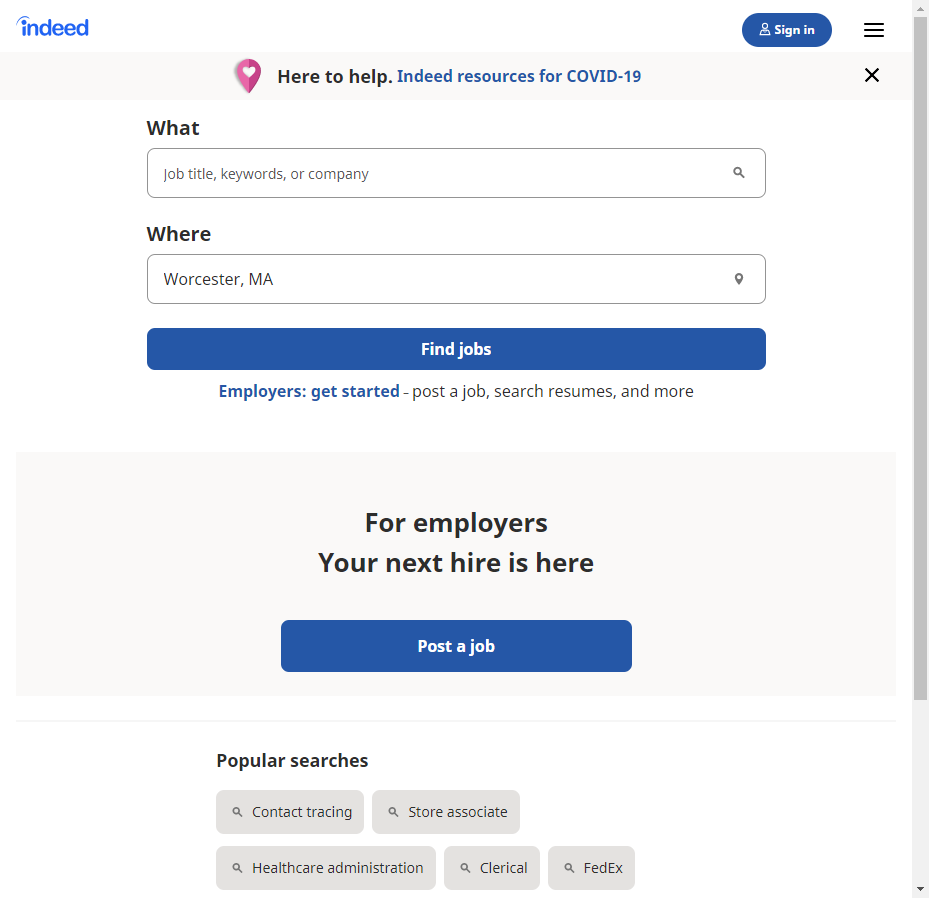 indeed
Sign in
Here to help. Indeed resources for COVID-19
What
Job title, keywords, or company
Where
Worcester, MA
Find jobs
Employers: get started - post a job, search resumes, and more
For employers
Your next hire is here
Post a job
Popular searches
Contact tracing
Store associate
Healthcare administration
Clerical
FedEx